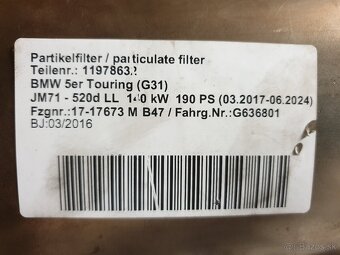 Partikelfilter / particulate filter
Teilenr.: 1197863
BMW 5er Touring (G31)
JM71 - 520d LL 140 kW 190 PS (03.2017-06.2024)
Fzgnr.:17-17673 M B47 / Fahrg.Nr.:G636801
BJ:03/2016